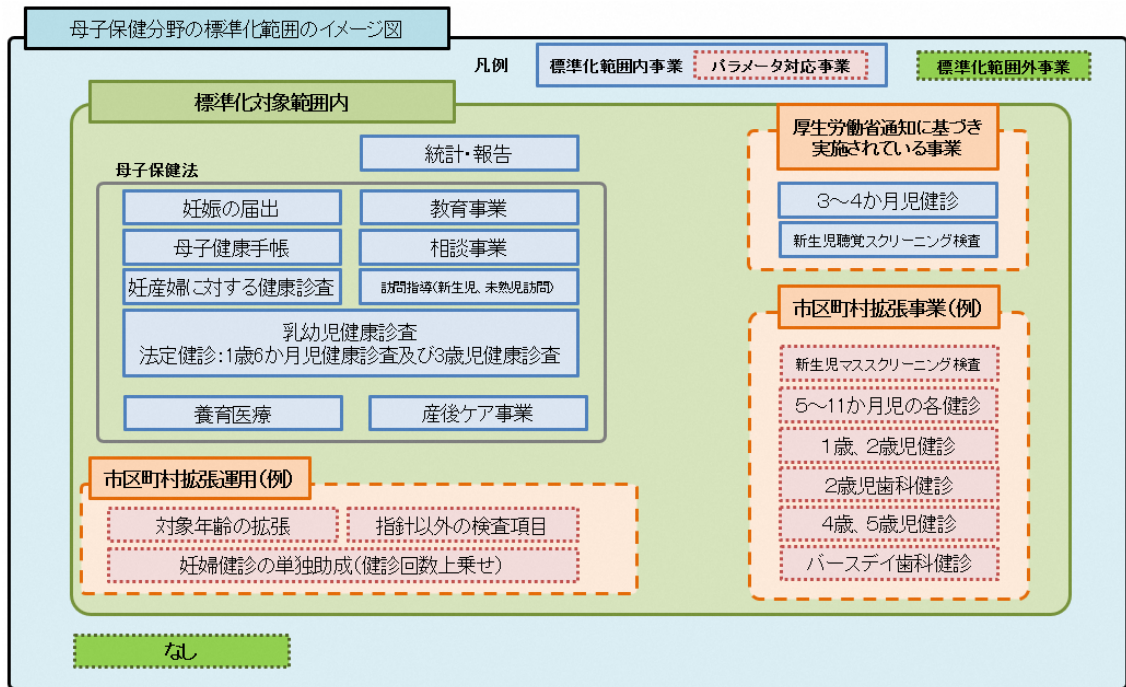 母子保健分野の標準化範囲のイメージ図
凡例
標準化範囲内事業
パラメータ対応事業
標準化範囲外事業
標準化対象範囲内
統計・報告
母子保健法
妊娠の届出
教育事業
母子健康手帳
相談事業
妊産婦に対する健康診査
訪問指導(新生児、未熟児訪問)
乳幼児健康診査
法定健診:1歳6か月児健康診査及び3歳児健康診査
養育医療
産後ケア事業
市区町村拡張運用(例)
対象年齢の拡張
指針以外の検査項目
妊婦健診の単独助成(健診回数上乗せ)
厚生労働省通知に基づき
実施されている事業
3~4か月児健診
新生児聴覚スクリーニング検査
市区町村拡張事業(例)
新生児マススクリーニング検査
5~11か月児の各健診
1歳、2歳児健診
2歳児歯科健診
4歳、5歳児健診
バースデイ歯科健診
なし